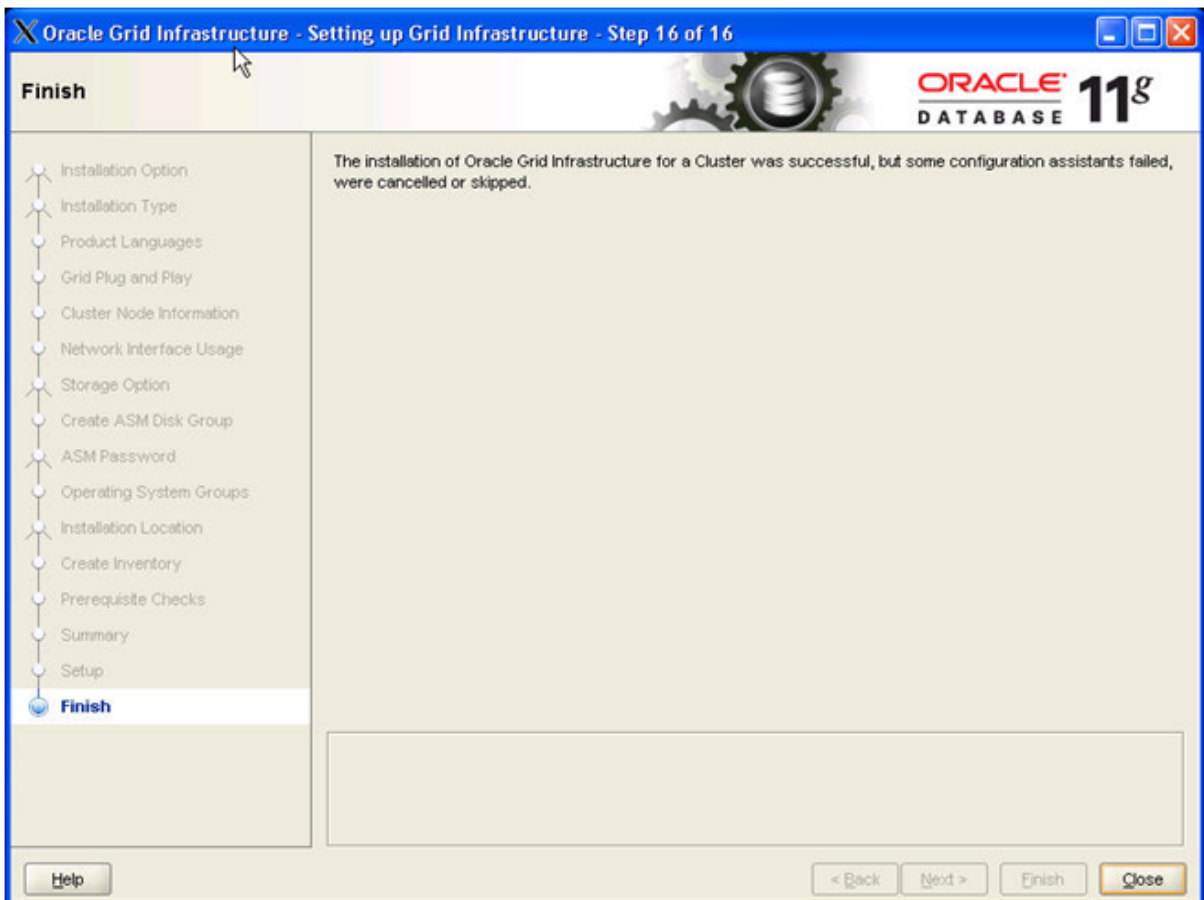 Oracle Grid Infrastructure - Setting up Grid Infrastructure - Step 16 of 16
Finish
ORACLE
DATABASE
11g
Installation Option
Installation Type
Product Languages
Grid Plug and Play
Cluster Node Information
Network Interface Usage
Storage Option
Create ASM Disk Group
ASM Password
Operating System Groups
Installation Location
Create Inventory
Prerequisite Checks
Summary
Setup
Finish
The installation of Oracle Grid Infrastructure for a Cluster was successful, but some configuration assistants failed,
were cancelled or skipped.
Help
< Back
Next >
Finish
Close